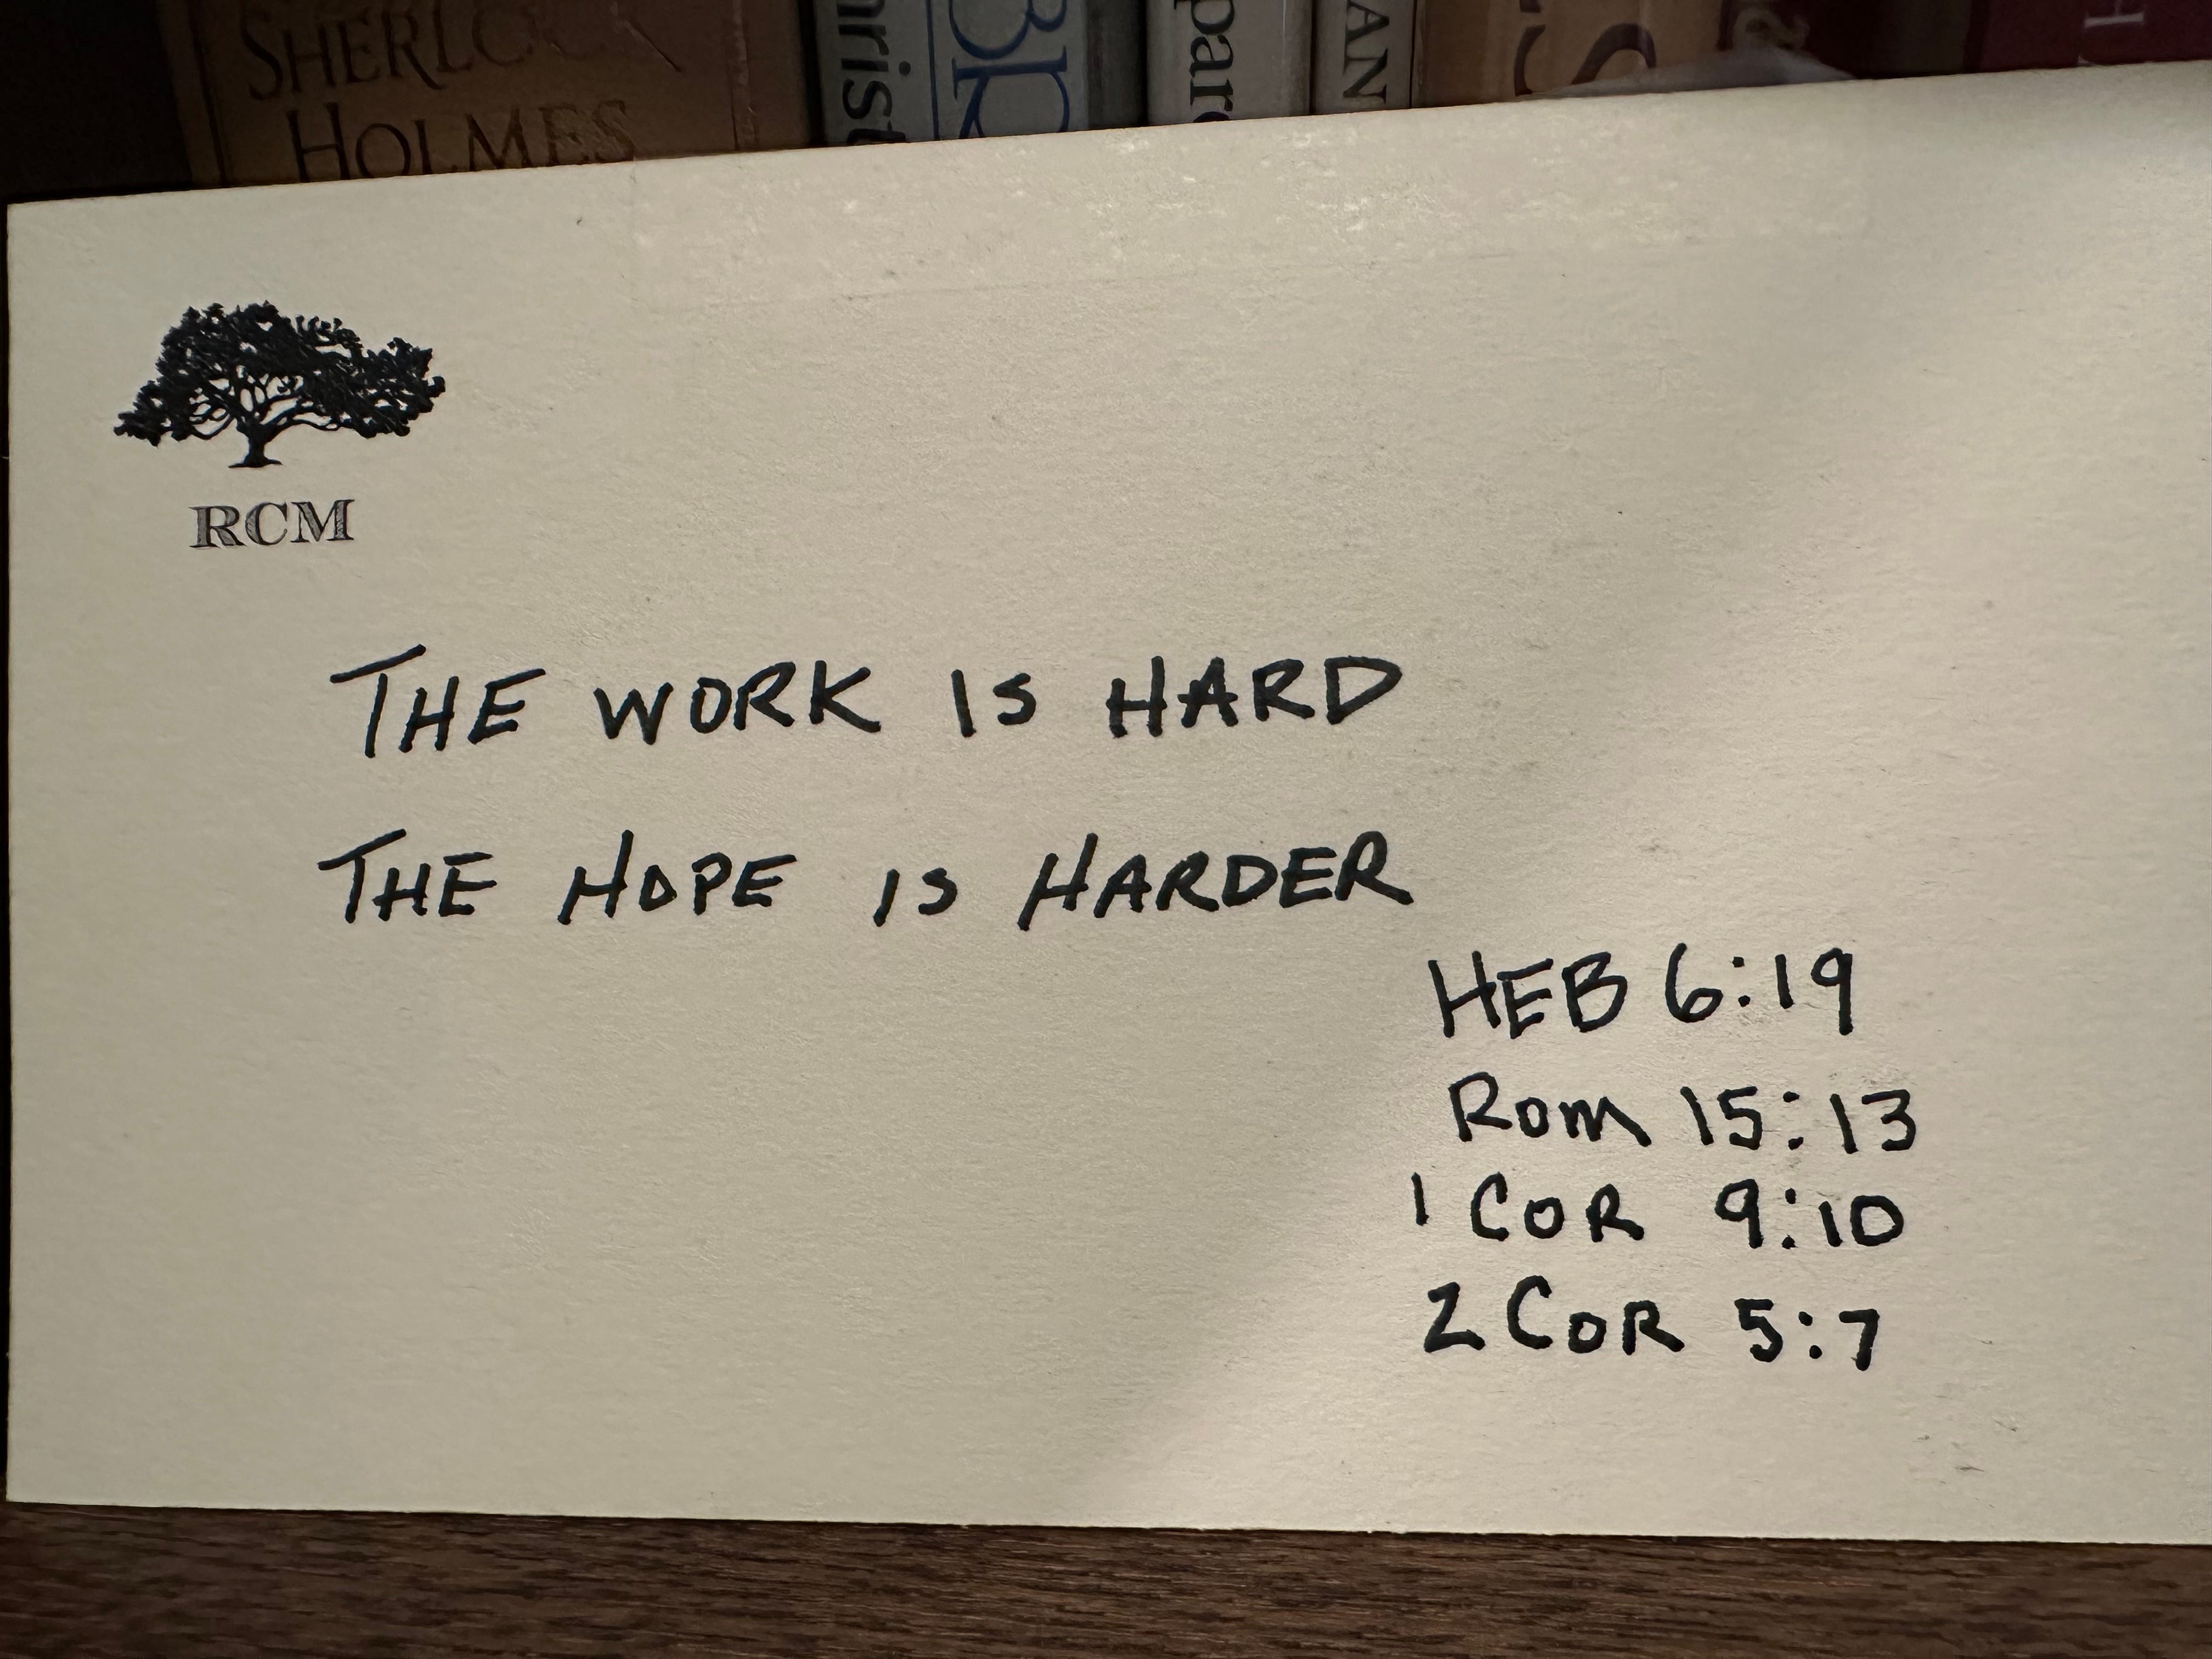 SHERLOCK
HOLMES
RCM
THE WORK IS HARD
THE HOPE IS HARDER
HEB 6:19
ROM 15:13
1 COR 9:10
2 COR 5:7